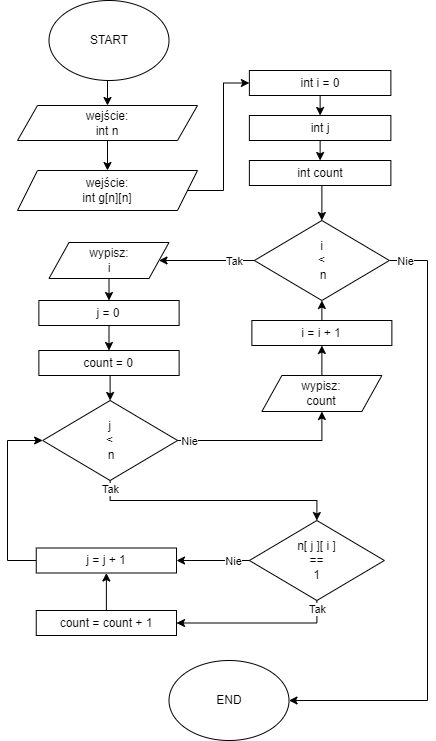 START
wejście:
int n
wejście:
int g[n][n]
int i = 0
int j
int count
i
<
n
Tak
Nie
wypisz:
i
j = 0
count = 0
i = i + 1
wypisz:
count
j
<
n
Nie
Tak
n[ j ][ i ]
==
1
Nie
Tak
j = j + 1
count = count + 1
END